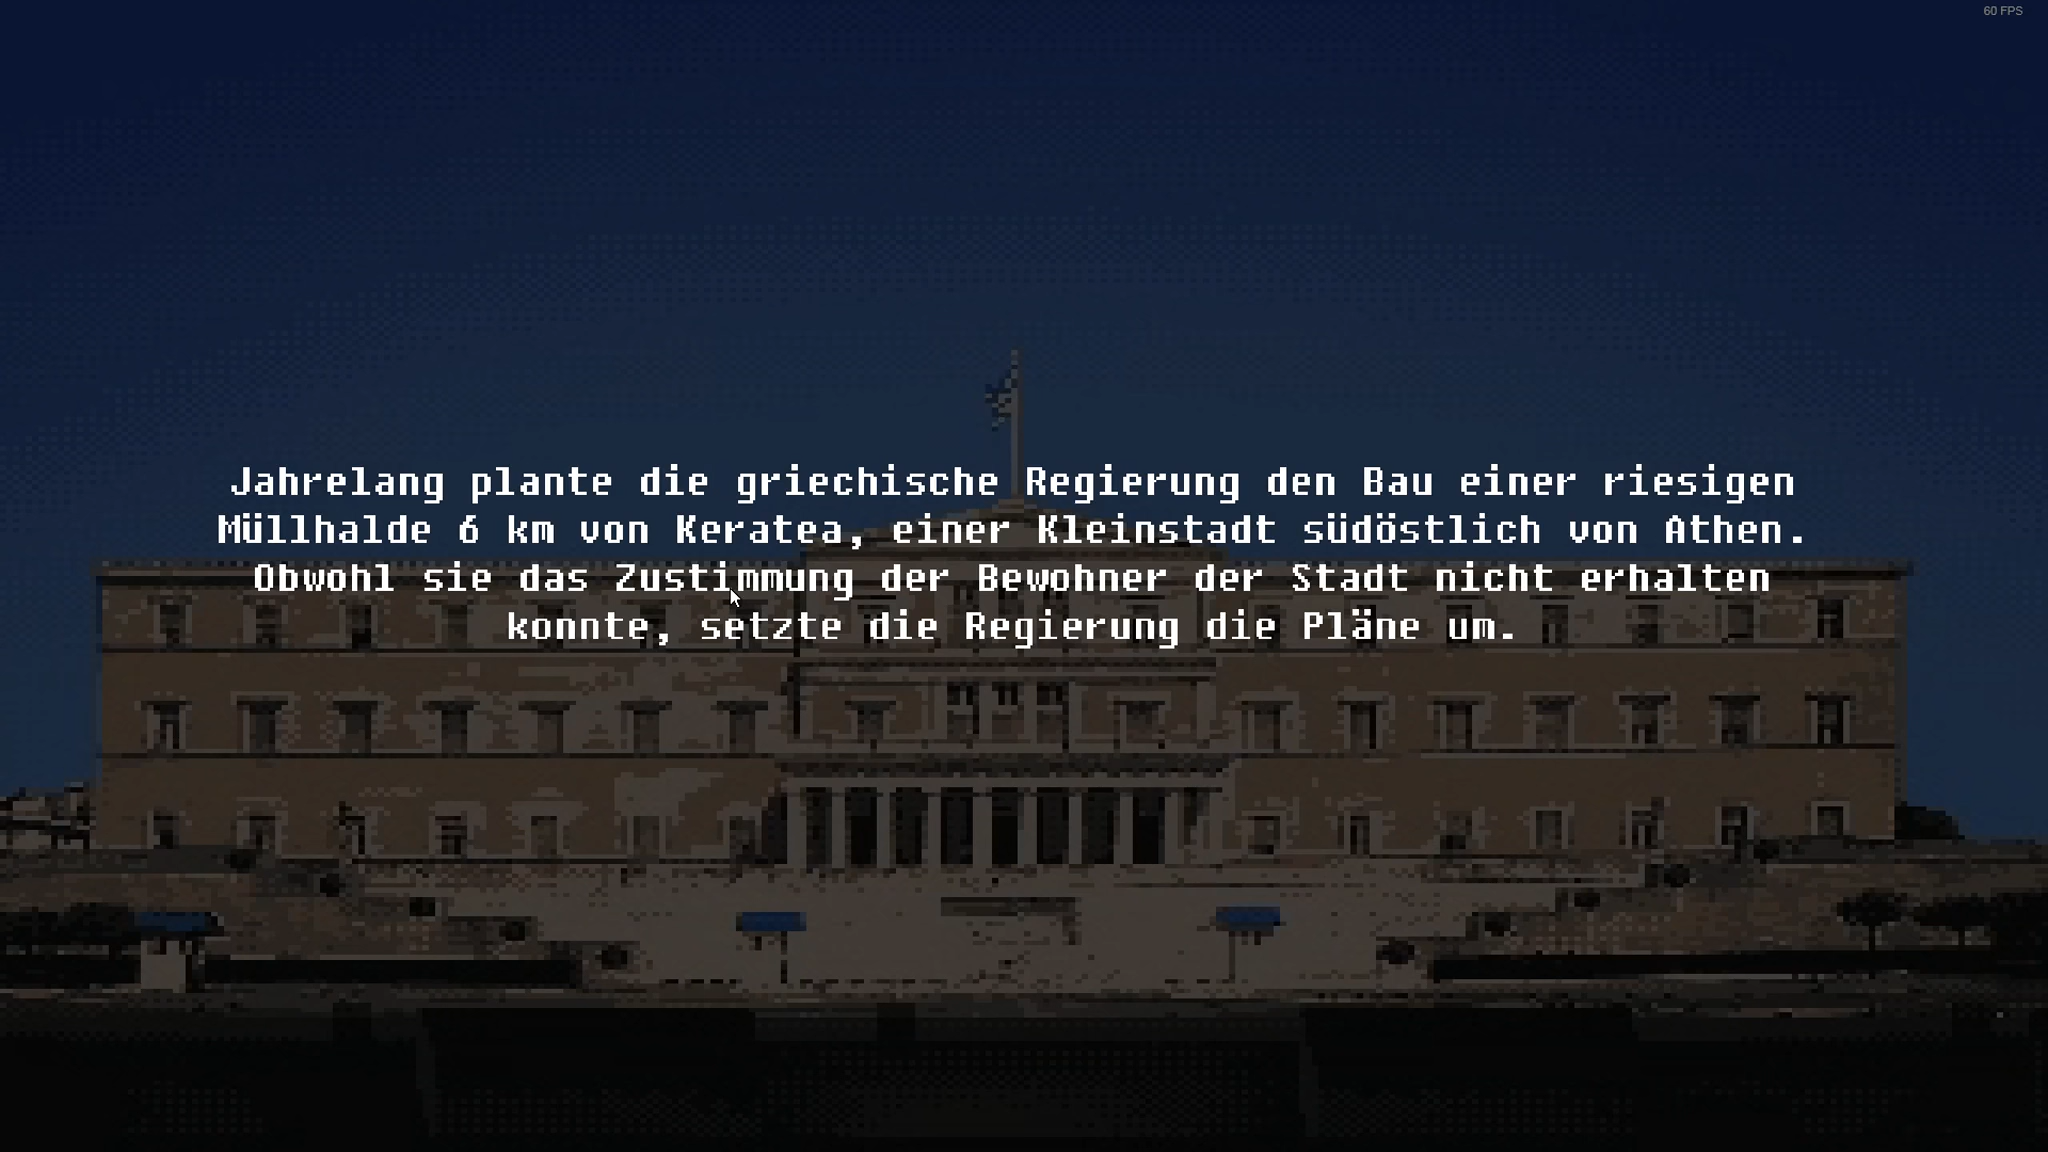 60 FPS
Jahrelang plante die griechische Regierung den Bau einer riesigen
Müllhalde 6 km von Keratea, einer Kleinstadt südöstlich von Athen.
Obwohl sie das Zustimmung der Bewohner der Stadt nicht erhalten
konnte, setzte die Regierung die Pläne um.